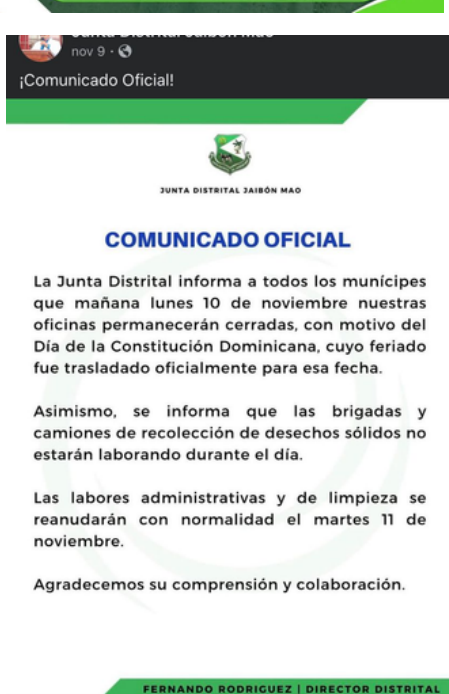 Junta Distrital Jaibón Mao
nov 9 ·
¡Comunicado Oficial!
JUNTA DISTRITAL JAIBÓN MAO
COMUNICADO OFICIAL
La Junta Distrital informa a todos los munícipes
que mañana lunes 10 de noviembre nuestras
oficinas permanecerán cerradas, con motivo del
Día de la Constitución Dominicana, cuyo feriado
fue trasladado oficialmente para esa fecha.
Asimismo, se informa que las brigadas y
camiones de recolección de desechos sólidos no
estarán laborando durante el día.
Las labores administrativas y de limpieza se
reanudarán con normalidad el martes 11 de
noviembre.
Agradecemos su comprensión y colaboración.
FERNANDO RODRIGUEZ | DIRECTOR DISTRITAL